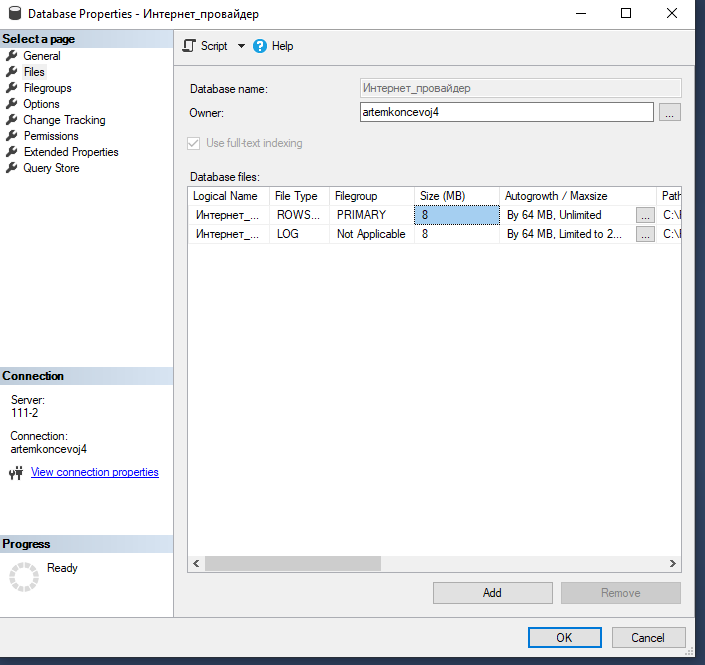 Database Properties - Интернет_провайдер
Select a page
General
Files
Filegroups
Options
Change Tracking
Permissions
Extended Properties
Query Store
Script
Help
Database name:
Интернет_провайдер
Owner:
artemkoncevoj4
...
Use full-text indexing
Database files:
Logical Name File Type Filegroup Size (MB) Autogrowth / Maxsize Path
Интернет_... ROWS... PRIMARY 8 By 64 MB, Unlimited ... C:\
Интернет_... LOG Not Applicable 8 By 64 MB, Limited to 2... ... C:\
Connection
Server:
111-2
Connection:
artemkoncevoj4
View connection properties
Progress
Ready
Add Remove
OK Cancel